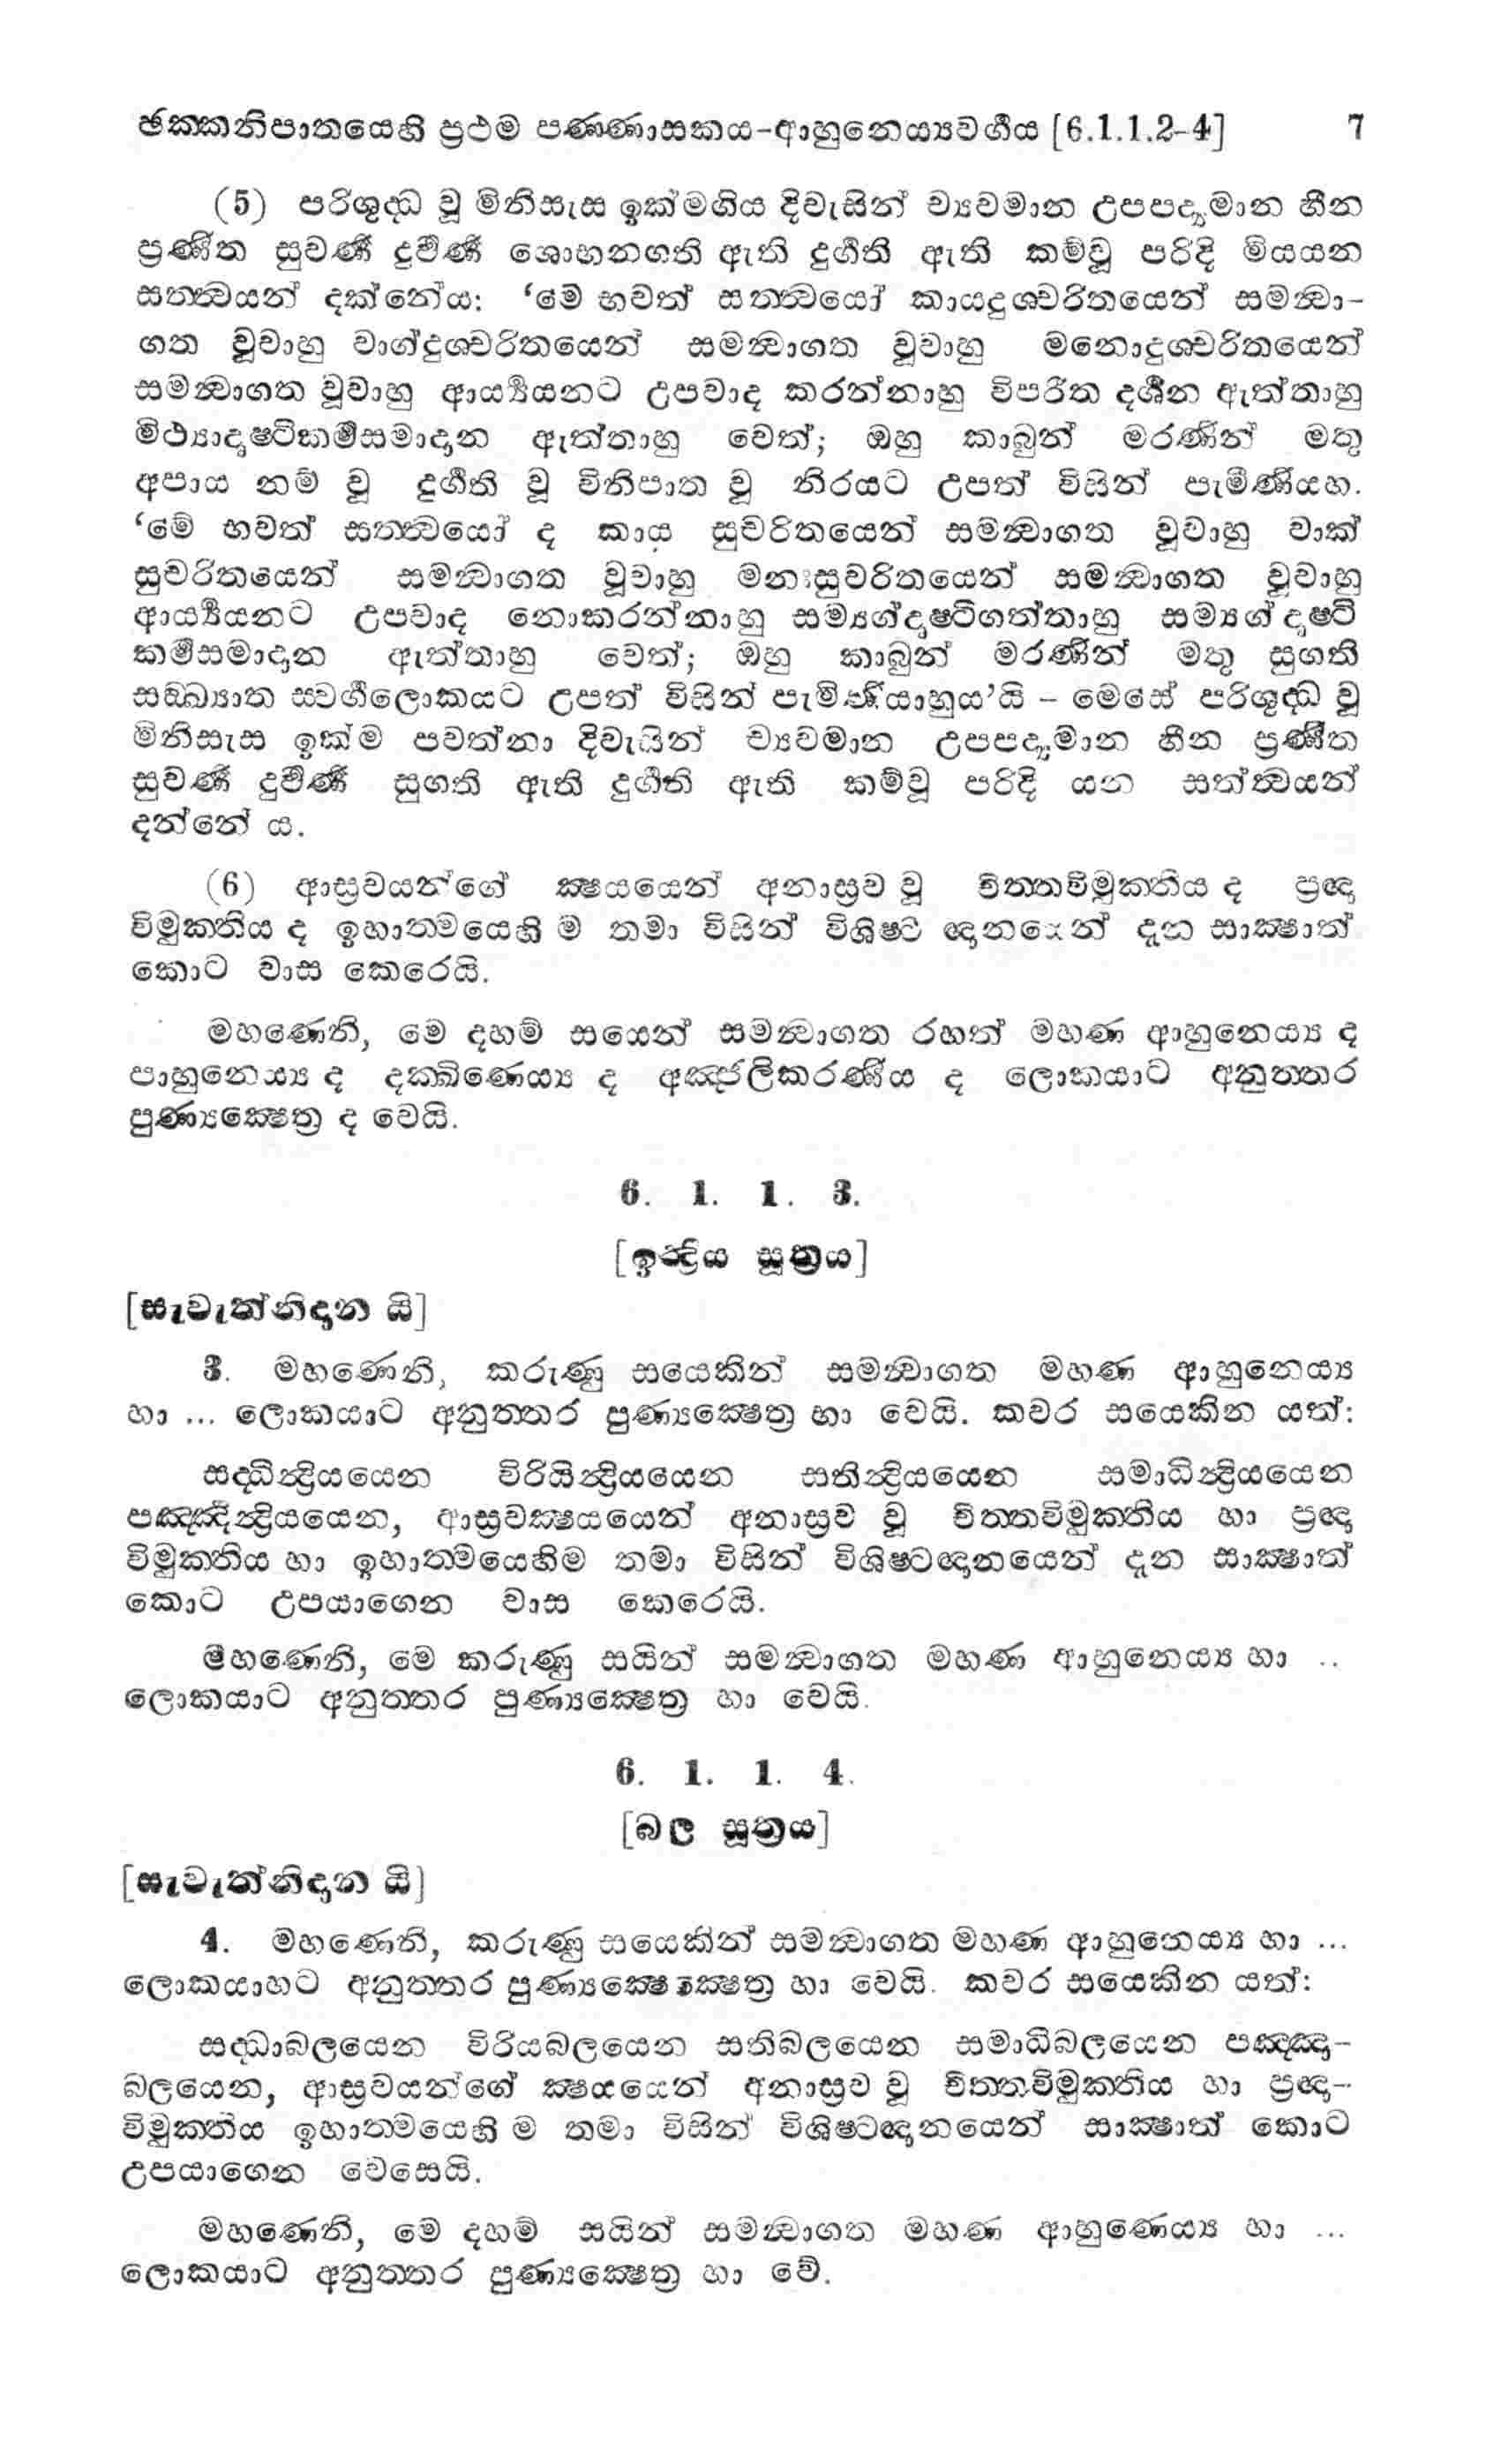 ඡක්කනිපාතයෙහි ප්‍රථම පණ්ණාසකය-ආහුනෙය්‍යවර්‍ගය [6.1.1.2-4] 7
(5) පරිශුද්ධ වූ මිනිසැස ඉක්මගිය දිවැසින් ච්‍යවමාන උපපද්‍යමාන හීන
ප්‍රණීත සුවර්‍ණ දුර්‍වර්‍ණ ශොභනගති ඇති දුර්‍ගති ඇති කම්වූ පරිදි මියයන
සත්ත්‍වයන් දක්නේය: ‘මේ භවත් සත්ත්‍වයෝ කායදුශ්චරිතයෙන් සමන්‍වා-
ගත වූවාහු වාග්දුශ්චරිතයෙන් සමන්‍වාගත වූවාහු මනොදුශ්චරිතයෙන්
සමන්‍වාගත වූවාහු ආර්‍ය්‍යයනට උපවාද කරන්නාහු විපරීත දර්‍ශන ඇත්තාහු
මිථ්‍යාදෘෂ්ටිකර්‍මසමාදාන ඇත්තාහු වෙත්; ඔහු කාබුන් මරණින් මතු
අපාය නම් වූ දුර්‍ගති වූ විනිපාත වූ නිරයට උපත් විසින් පැමිණියහ.
‘මේ භවත් සත්ත්‍වයෝ ද කාය සුචරිතයෙන් සමන්‍වාගත වූවාහු වාක්
සුචරිතයෙන් සමන්‍වාගත වූවාහු මනඃසුචරිතයෙන් සමන්‍වාගත වූවාහු
ආර්‍ය්‍යයනට උපවාද නොකරන්නාහු සම්‍යග්දෘෂ්ටිගත්තාහු සම්‍යග් දෘෂ්ටි
කර්‍මසමාදාන ඇත්තාහු වෙත්; ඔහු කාබුන් මරණින් මතු සුගති
සඞ්ඛ්‍යාත ස්වර්‍ගලොකයට උපත් විසින් පැමිණියාහුය’යි – මෙසේ පරිශුද්ධ වූ
මිනිසැස ඉක්ම පවත්නා දිවැසින් ච්‍යවමාන උපපද්‍යමාන හීන ප්‍රණීත
සුවර්‍ණ දුර්‍වර්‍ණ සුගති ඇති දුර්‍ගති ඇති කම්වූ පරිදි යන සත්ත්‍වයන්
දන්නේ ය.
(6) ආස්‍රවයන්ගේ ක්‍ෂයයෙන් අනාස්‍රව වූ චිත්තවිමුක්තිය ද ප්‍රඥා
විමුක්තිය ද ඉහාත්මයෙහි ම තමා විසින් විශිෂ්ට ඥානයෙන් දැන සාක්‍ෂාත්
කොට වාස කෙරෙයි.
මහණෙනි, මෙ දහම් සයෙන් සමන්‍වාගත රහත් මහණ ආහුනෙය්‍ය ද
පාහුනෙය්‍ය ද දක්ඛිණෙය්‍ය ද අඤ්ජලිකරණීය ද ලොකයාට අනුත්තර
පුණ්‍යක්‍ෂෙත්‍ර ද වෙයි.
6. 1. 1. 3.
[ඉන්‍ද්‍රිය සූත්‍රය]
[සැවැත්නිදාන යි]
3. මහණෙනි, කරුණු සයෙකින් සමන්‍වාගත මහණ ආහුනෙය්‍ය
හා ... ලොකයාට අනුත්තර පුණ්‍යක්‍ෂෙත්‍ර හා වෙයි. කවර සයෙකින යත්:
සද්ධින්‍ද්‍රියයෙන විරියින්‍ද්‍රියයෙන සතින්‍ද්‍රියයෙන සමාධින්‍ද්‍රියයෙන
පඤ්ඤින්‍ද්‍රියයෙන, ආස්‍රවක්‍ෂයයෙන් අනාස්‍රව වූ චිත්තවිමුක්තිය හා ප්‍රඥා
විමුක්තිය හා ඉහාත්මයෙහිම තමා විසින් විශිෂ්ටඥානයෙන් දැන සාක්‍ෂාත්
කොට උපයාගෙන වාස කෙරෙයි.
මහණෙනි, මෙ කරුණු සයින් සමන්‍වාගත මහණ ආහුනෙය්‍ය හා ..
ලොකයාට අනුත්තර පුණ්‍යක්‍ෂෙත්‍ර හා වෙයි.
6. 1. 1. 4.
[බල සූත්‍රය]
[සැවැත්නිදාන යි]
4. මහණෙනි, කරුණු සයෙකින් සමන්‍වාගත මහණ ආහුනෙය්‍ය හා ...
ලොකයාහට අනුත්තර හා වෙයි. කවර සයෙකින යත්:
සද්ධාබලයෙන විරියබලයෙන සතිබලයෙන සමාධිබලයෙන පඤ්ඤා-
බලයෙන, ආස්‍රවයන්ගේ ක්‍ෂයයෙන් අනාස්‍රව වූ චිත්තවිමුක්තිය හා ප්‍රඥා-
විමුක්තිය ඉහාත්මයෙහි ම තමා විසින් විශිෂ්ටඥානයෙන් සාක්‍ෂාත් කොට
උපයාගෙන වෙසෙයි.
මහණෙනි, මෙ දහම් සයින් සමන්‍වාගත මහණ ආහුණෙය්‍ය හා ...
ලොකයාට අනුත්තර පුණ්‍යක්‍ෂෙත්‍ර හා වේ.